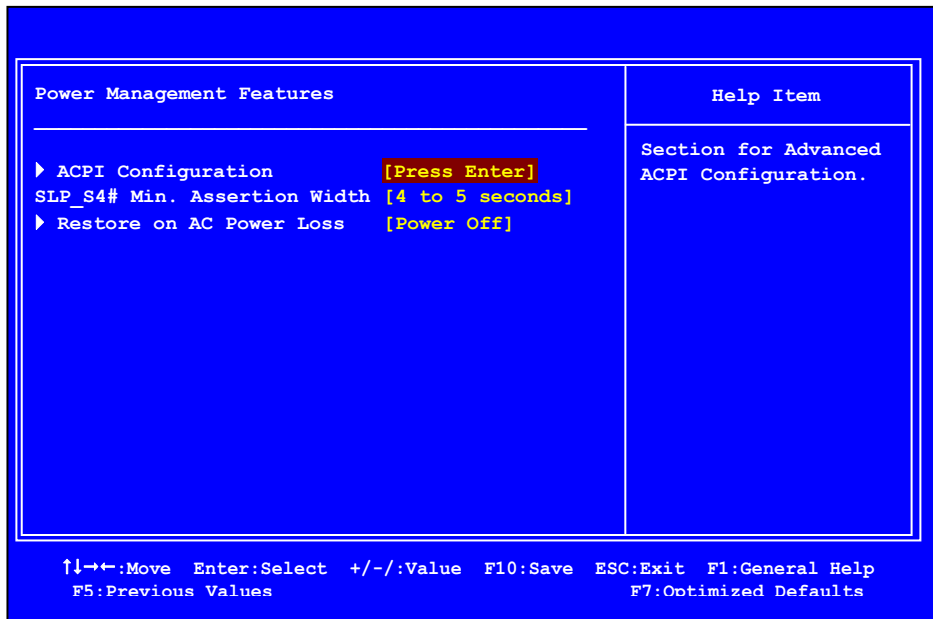 Power Management Features
Help Item
ACPI Configuration [Press Enter]
SLP_S4# Min. Assertion Width [4 to 5 seconds]
Restore on AC Power Loss [Power Off]
Section for Advanced
ACPI Configuration.
↑↓→←:Move Enter:Select +/-/:Value F10:Save ESC:Exit F1:General Help
F5:Previous Values F7:Optimized Defaults